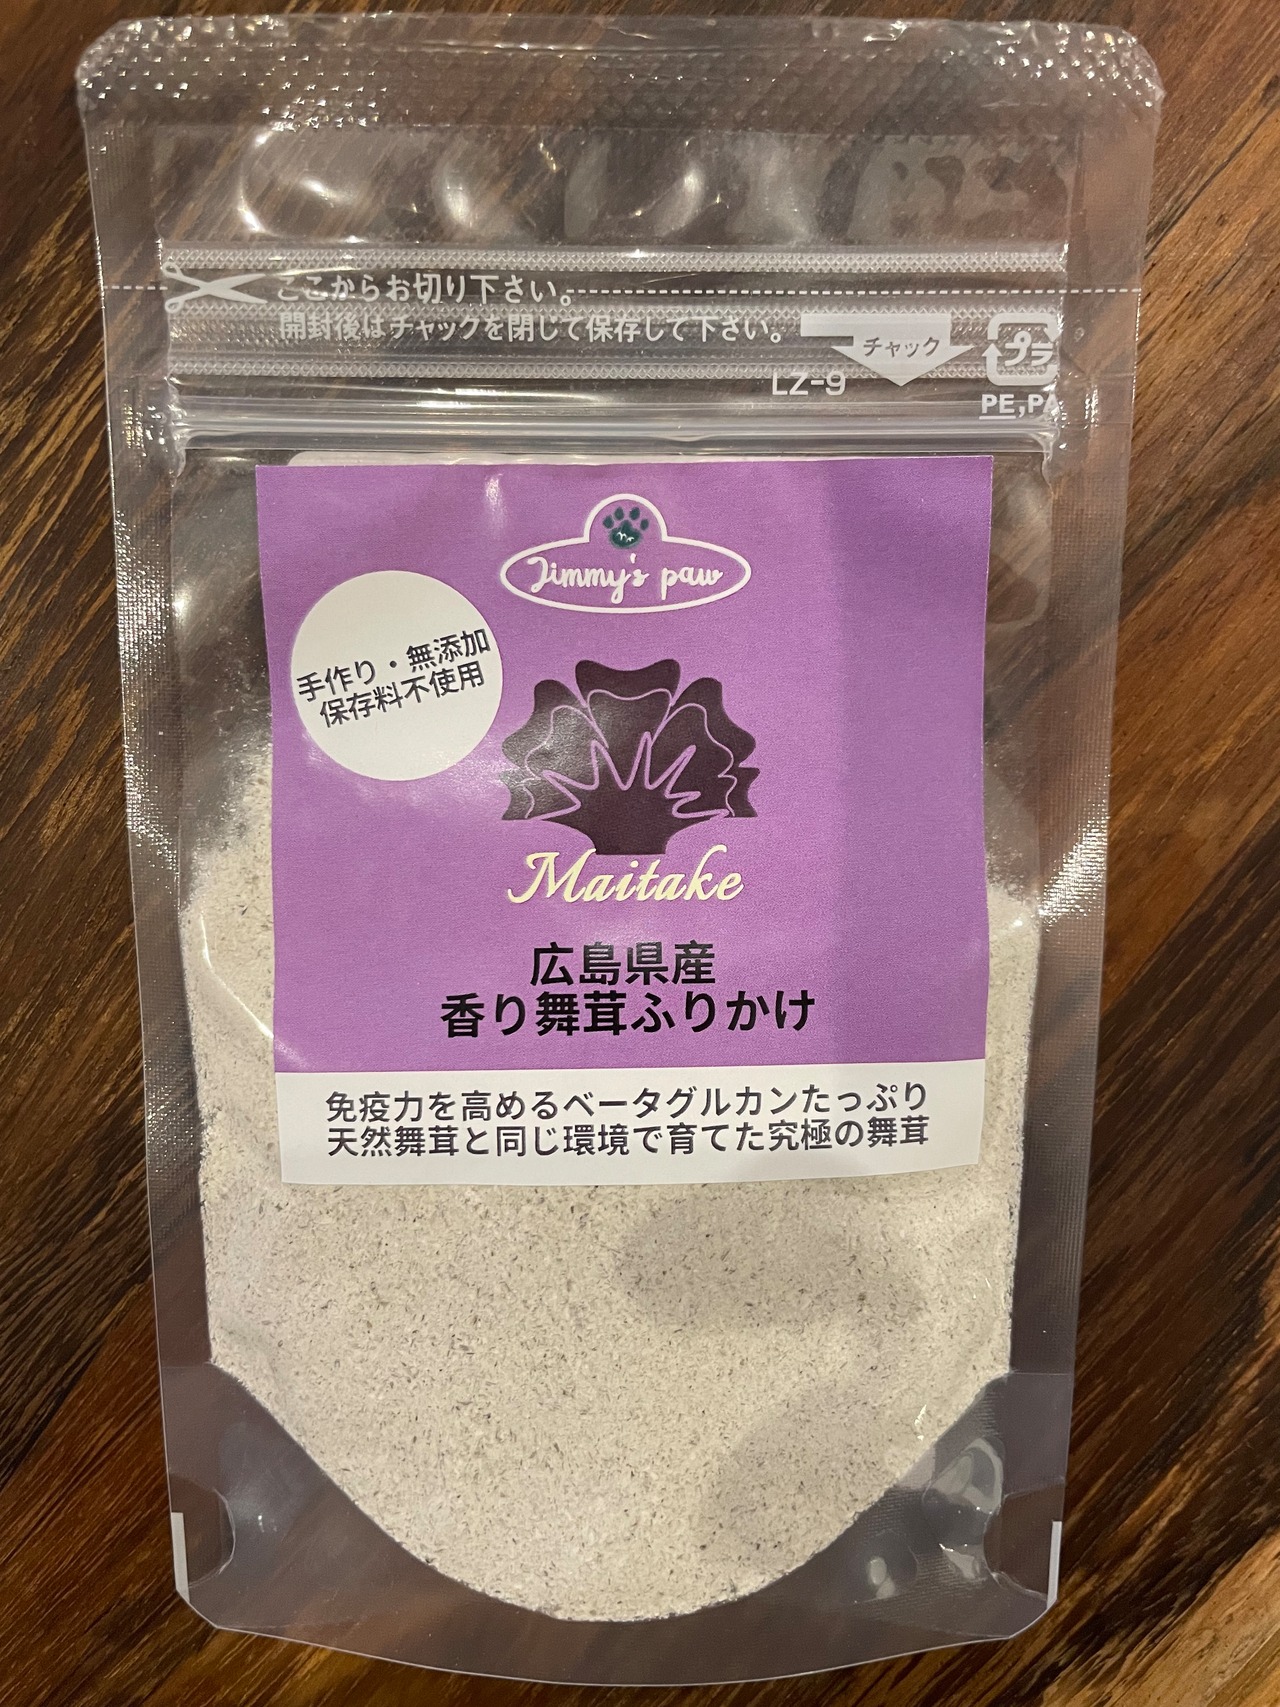 ここからお切り下さい。
開封後はチャックを閉じて保存して下さい。
チャック
プラ
LZ-9
PE,PA
Jimmy's paw
手作り・無添加
保存料不使用
Maitake
広島県産
香り舞茸ふりかけ
免疫力を高めるベータグルカンたっぷり
天然舞茸と同じ環境で育てた究極の舞茸